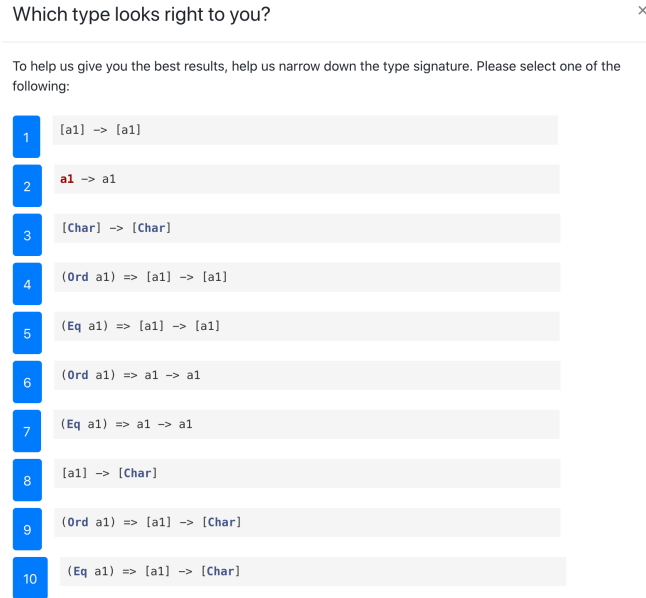 Which type looks right to you?
×
To help us give you the best results, help us narrow down the type signature. Please select one of the
following:
1 [a1] -> [a1]
2 a1 -> a1
3 [Char] -> [Char]
4 (Ord a1) => [a1] -> [a1]
5 (Eq a1) => [a1] -> [a1]
6 (Ord a1) => a1 -> a1
7 (Eq a1) => a1 -> a1
8 [a1] -> [Char]
9 (Ord a1) => [a1] -> [Char]
10 (Eq a1) => [a1] -> [Char]